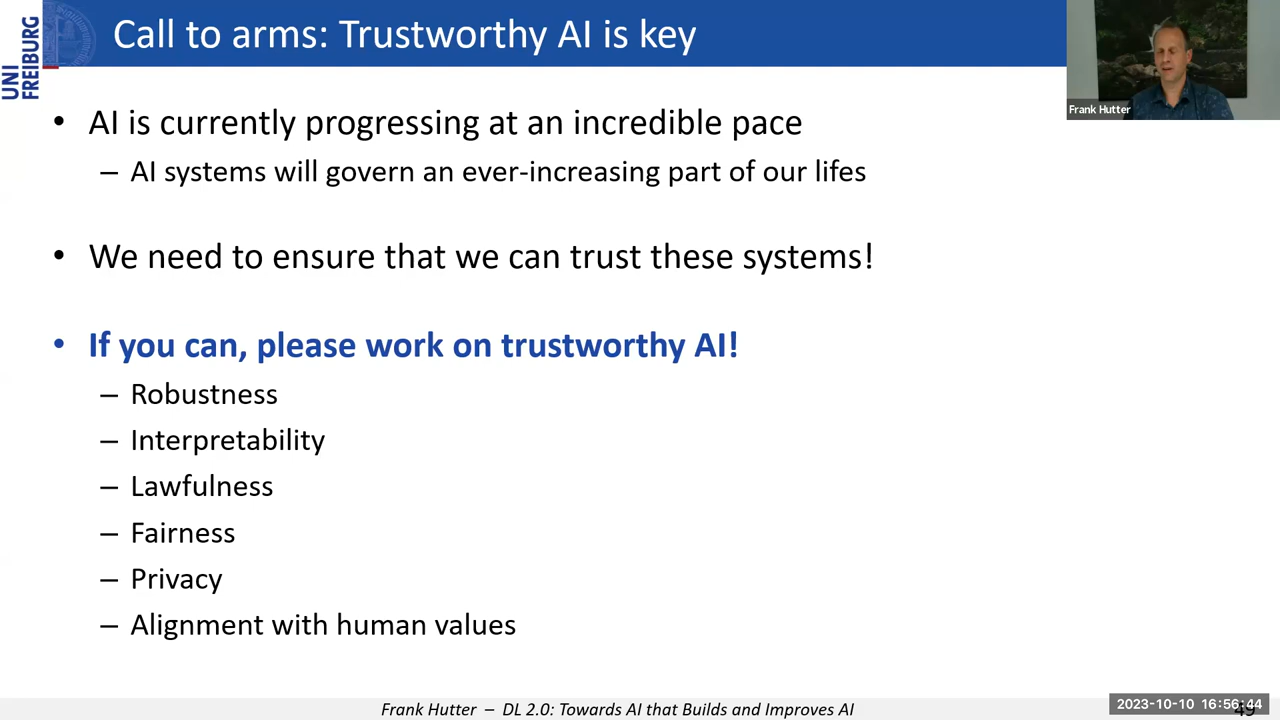 UNI
FREIBURG
Call to arms: Trustworthy AI is key
Frank Hutter
• AI is currently progressing at an incredible pace
– AI systems will govern an ever-increasing part of our lifes
• We need to ensure that we can trust these systems!
• If you can, please work on trustworthy AI!
– Robustness
– Interpretability
– Lawfulness
– Fairness
– Privacy
– Alignment with human values
Frank Hutter – DL 2.0: Towards AI that Builds and Improves AI
2023-10-10 16:56:44